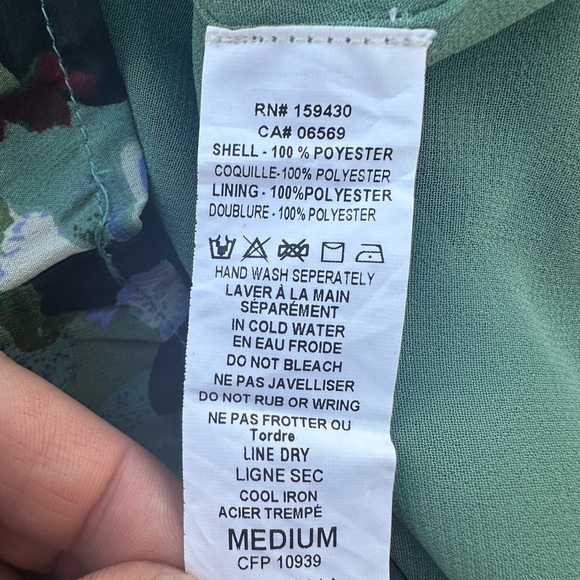 RN# 159430
CA# 06569
SHELL - 100 % POYESTER
COQUILLE-100% POLYESTER
LINING - 100%POLYESTER
DOUBLURE - 100% POLYESTER
HAND WASH SEPERATELY
LAVER À LA MAIN
SÉPARÉMENT
IN COLD WATER
EN EAU FROIDE
DO NOT BLEACH
NE PAS JAVELLISER
DO NOT RUB OR WRING
NE PAS FROTTER OU
Tordre
LINE DRY
LIGNE SEC
COOL IRON
ACIER TREMPÉ
MEDIUM
CFP 10939